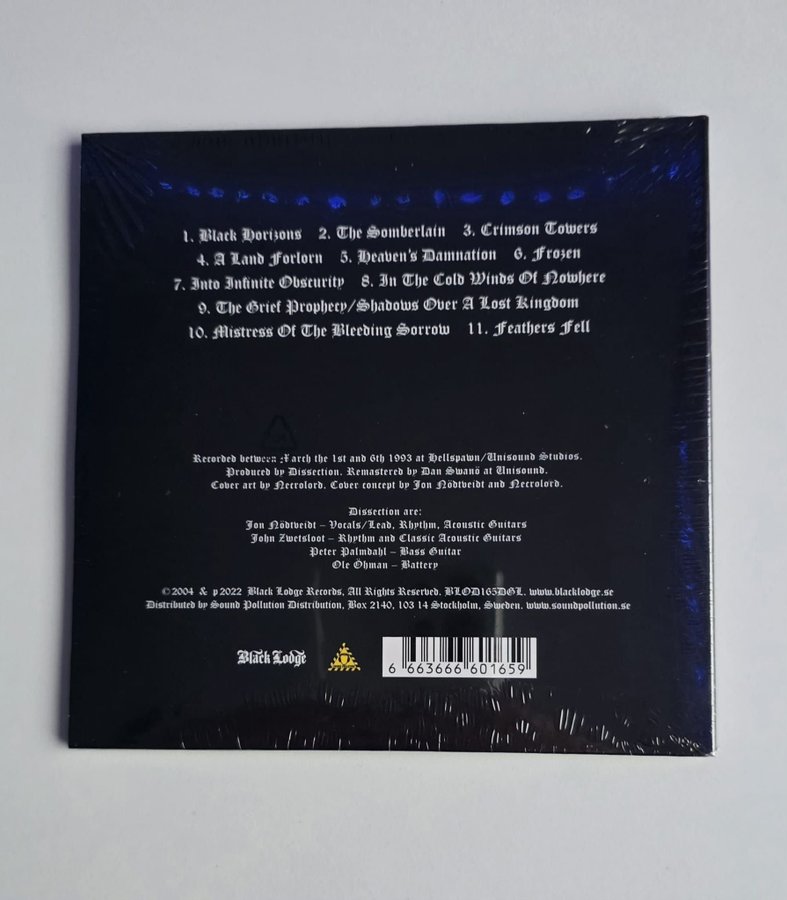 1. Black Horizons 2. The Somberlain 3. Crimson Towers
4. A Land Forlorn 5. Heaven's Damnation 6. Frozen
7. Into Infinite Obscurity 8. In The Cold Winds Of Nowhere
9. The Grief Prophecy/Shadows Over A Lost Kingdom
10. Mistress Of The Bleeding Sorrow 11. Feathers Fell
Recorded between March the 1st and 6th 1993 at Hellspawn/Unisound Studios.
Produced by Dissection. Remastered by Dan Swanö at Unisound.
Cover art by Necrolord. Cover concept by Jon Nödtveidt and Necrolord.
Dissection are:
Jon Nödtveidt – Vocals/Lead, Rhythm, Acoustic Guitars
John Zwetsloot – Rhythm and Classic Acoustic Guitars
Peter Palmdahl – Bass Guitar
Ole Öhman – Battery
©2004 & p2022 Black Lodge Records, All Rights Reserved. BLOD165DGL. www.blacklodge.se
Distributed by Sound Pollution Distribution, Box 2140, 103 14 Stockholm, Sweden. www.soundpollution.se
Black Lodge
6 663666 601659